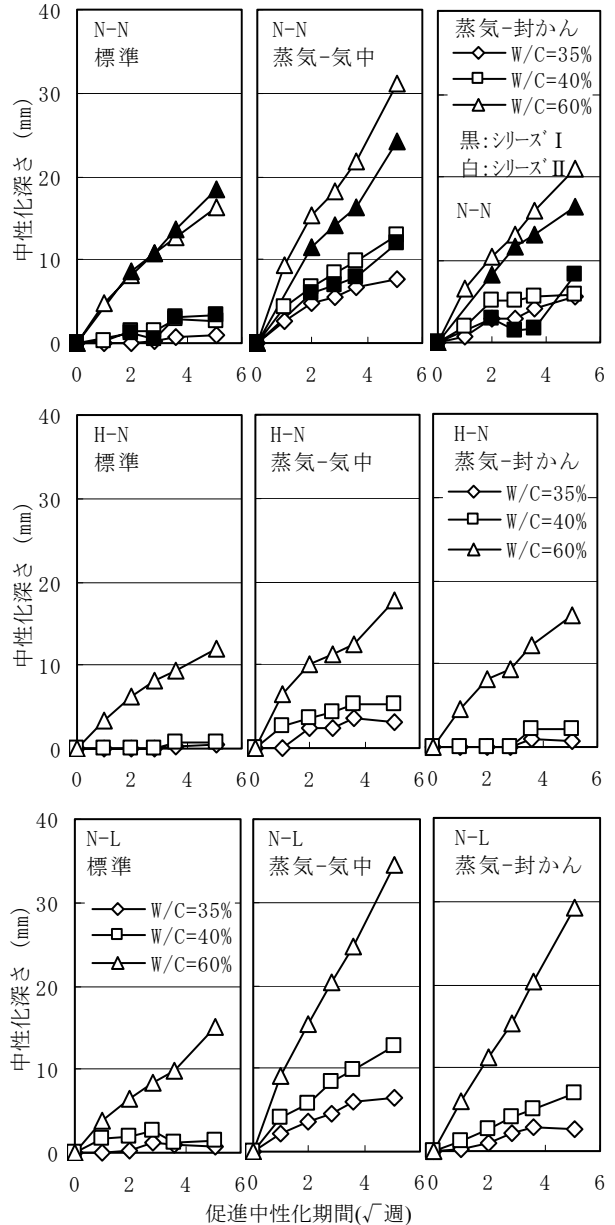 N-N
標準
N-N
蒸気-気中
蒸気-封かん
W/C=35%
W/C=40%
W/C=60%
黒:シリーズⅠ
白:シリーズⅡ
N-N
中性化深さ (mm)
40
30
20
10
0
0 2 4 6
0 2 4 6
0 2 4 6
H-N
標準
H-N
蒸気-気中
H-N
蒸気-封かん
W/C=35%
W/C=40%
W/C=60%
中性化深さ (mm)
40
30
20
10
0
0 2 4 6
0 2 4 6
0 2 4 6
N-L
標準
W/C=35%
W/C=40%
W/C=60%
N-L
蒸気-気中
N-L
蒸気-封かん
中性化深さ (mm)
40
30
20
10
0
0 2 4 6
0 2 4 6
0 2 4 6
促進中性化期間(√週)